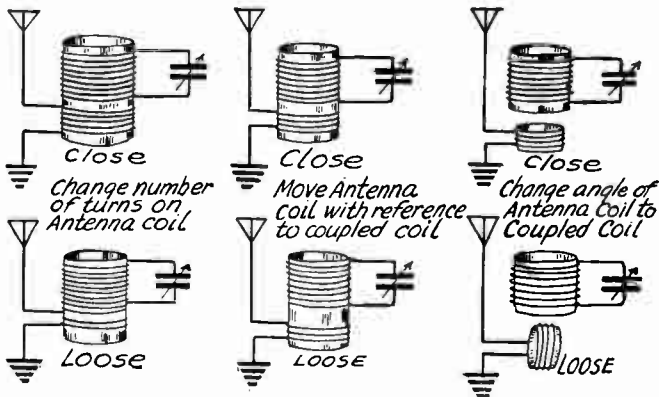 Close
Close
Close
Change number
of turns on
Antenna coil
Move Antenna
coil with reference
to coupled coil
Change angle of
Antenna Coil to
Coupled Coil
LOOSE
LOOSE
LOOSE